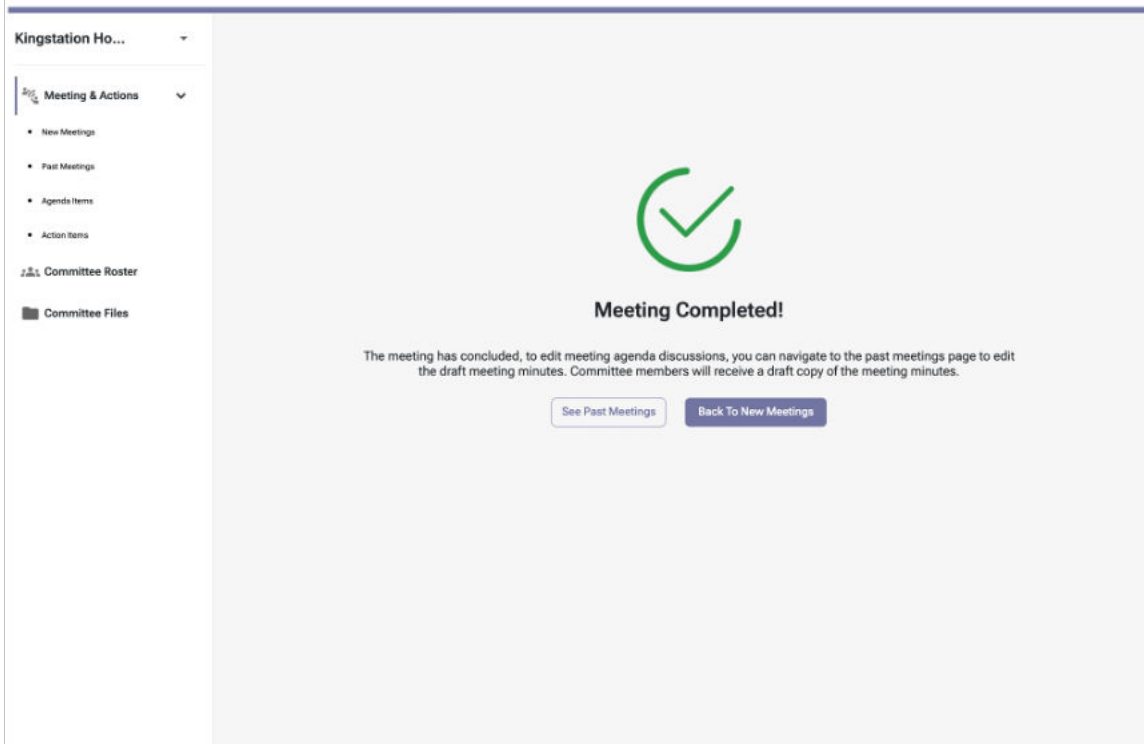 Kingstation Ho...
Meeting & Actions
New Meetings
Past Meetings
Agenda Items
Action Items
Committee Roster
Committee Files
Meeting Completed!
The meeting has concluded, to edit meeting agenda discussions, you can navigate to the past meetings page to edit
the draft meeting minutes. Committee members will receive a draft copy of the meeting minutes.
See Past Meetings
Back To New Meetings